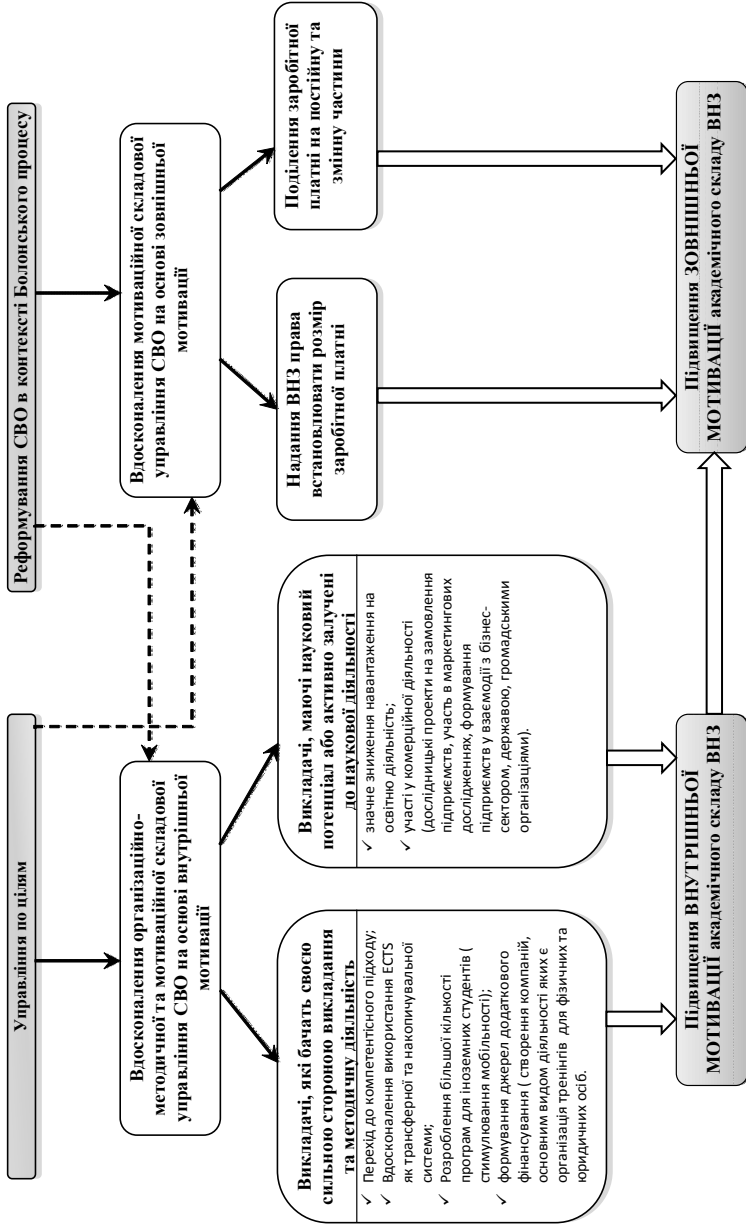 Управління по цілям
Реформування СВО в контексті Болонського процесу
Вдосконалення організаційно-
методичної та мотиваційної складової
управління СВО на основі внутрішньої
мотивації
Вдосконалення мотиваційної складової
управління СВО на основі зовнішньої
мотивації
Викладачі, які бачать своєю
сильною стороною викладання
та методичну діяльність
✓ Перехід до компетентісного підходу;
✓ Вдосконалення використання ECTS
як трансферної та накопичувальної
системи;
✓ Розроблення більшої кількості
програм для іноземних студентів (
стимулювання мобільності);
✓ формування джерел додаткового
фінансування ( створення компаній,
основним видом діяльності яких є
організація тренінгів для фізичних та
юридичних осіб.
Викладачі, маючі науковий
потенціал або активно залучені
до наукової діяльності
✓ значне зниження навантаження на
освітню діяльність;
✓ участі у комерційної діяльності
(дослідницькі проекти на замовлення
підприємств, участь в маркетингових
дослідженнях, формування
підприємств у взаємодії з бізнес-
сектором, державою, громадськими
організаціями).
Надання ВНЗ права
встановлювати розмір
заробітної платні
Поділення заробітної
платні на постійну та
змінну частини
Підвищення ВНУТРІШНЬОЇ
МОТИВАЦІЇ академічного складу ВНЗ
Підвищення ЗОВНІШНЬОЇ
МОТИВАЦІЇ академічного складу ВНЗ